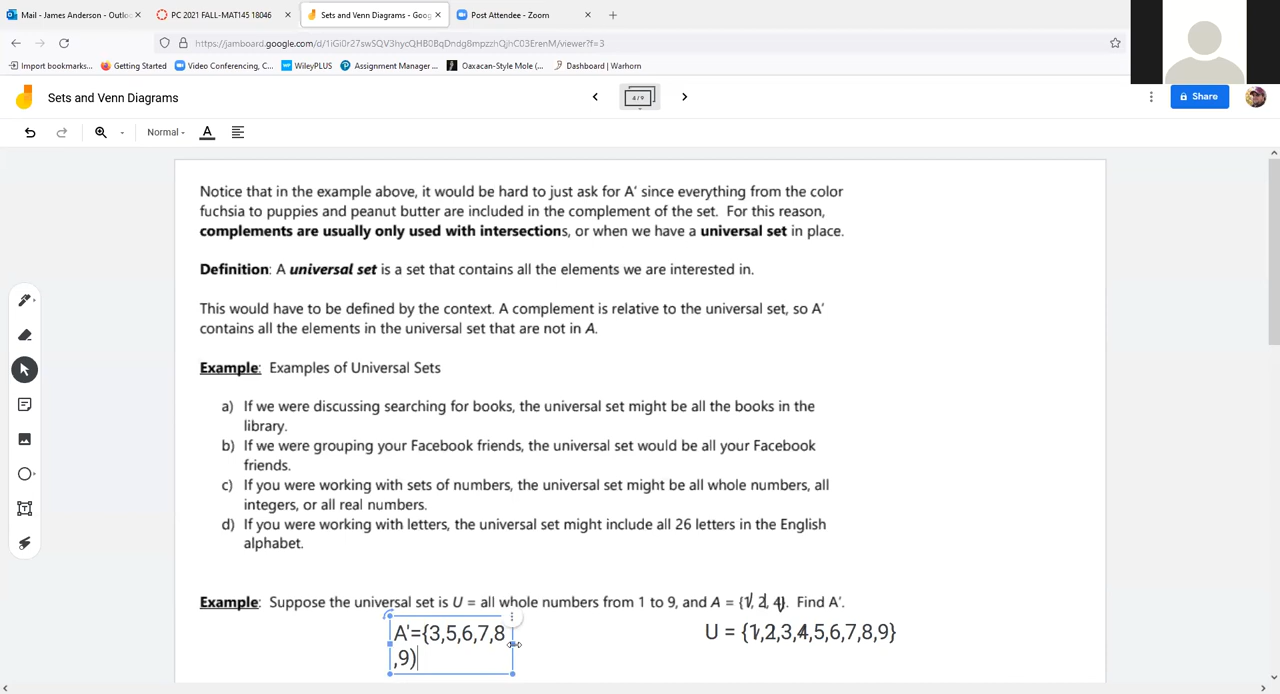 Mail - James Anderson - Outloo
PC 2021 FALL-MAT145 18046
Sets and Venn Diagrams - Goog
Post Attendee - Zoom
https://jamboard.google.com/d/1iGi0r27swSQV3hycQHB0BqDndg8mpzzhQjhC03ErenM/viewer?f=3
Import bookmarks...
Getting Started
Video Conferencing, C...
WileyPLUS
Assignment Manager ...
Oaxacan-Style Mole (...
Dashboard | Warhorn
Sets and Venn Diagrams
4/9
Share
Normal
Notice that in the example above, it would be hard to just ask for A′ since everything from the color
fuchsia to puppies and peanut butter are included in the complement of the set. For this reason,
complements are usually only used with intersections, or when we have a universal set in place.
Definition: A universal set is a set that contains all the elements we are interested in.
This would have to be defined by the context. A complement is relative to the universal set, so A′
contains all the elements in the universal set that are not in A.
Example: Examples of Universal Sets
a) If we were discussing searching for books, the universal set might be all the books in the
library.
b) If we were grouping your Facebook friends, the universal set would be all your Facebook
friends.
c) If you were working with sets of numbers, the universal set might be all whole numbers, all
integers, or all real numbers.
d) If you were working with letters, the universal set might include all 26 letters in the English
alphabet.
Example: Suppose the universal set is U = all whole numbers from 1 to 9, and A = {1, 2, 4}. Find A′.
A'={3,5,6,7,8
,9)
U = {1,2,3,4,5,6,7,8,9}